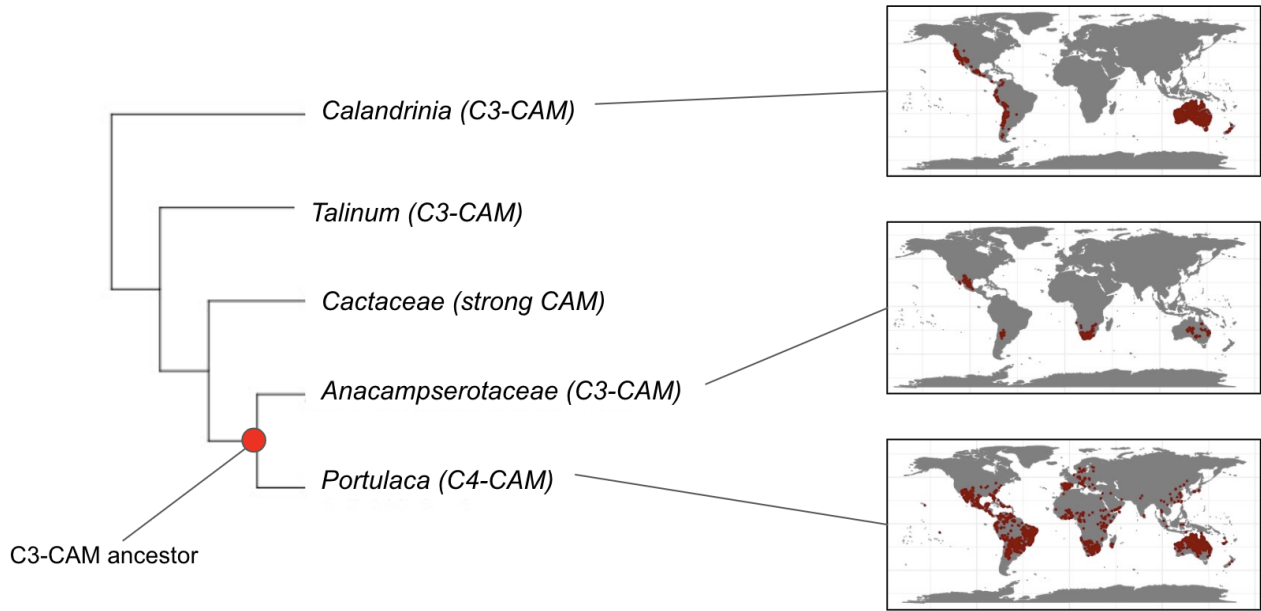 Calandrinia (C3-CAM)
Talinum (C3-CAM)
Cactaceae (strong CAM)
Anacampserotaceae (C3-CAM)
Portulaca (C4-CAM)
C3-CAM ancestor